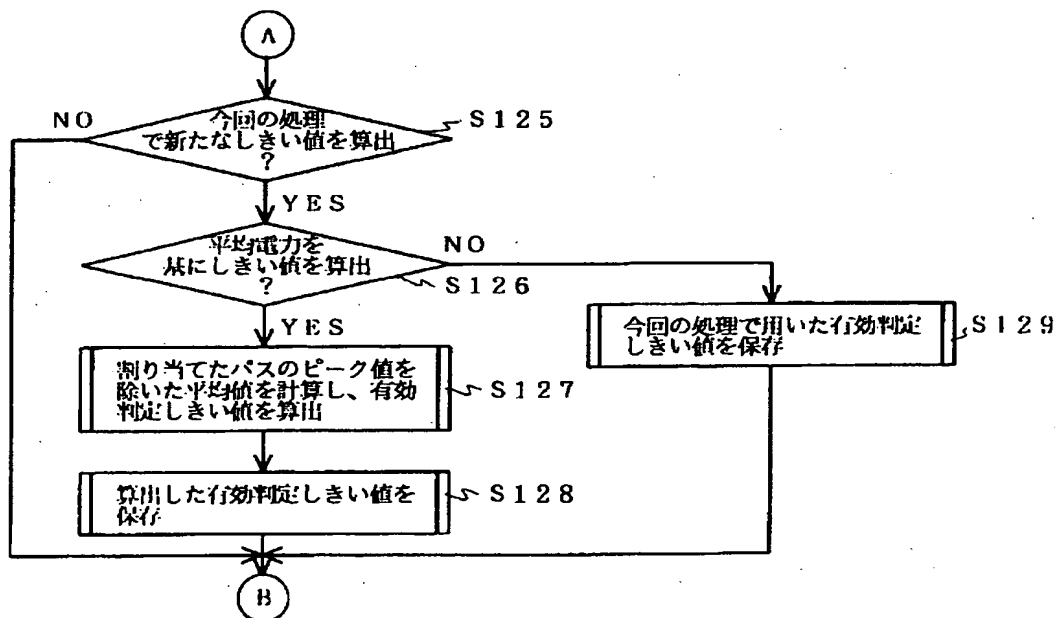 A
今回の処理
で新たなしきい値を算出
?
NO
S125
YES
平均電力を
基にしきい値を算出
?
NO
S126
YES
割り当てたパスのピーク値を
除いた平均値を計算し、有効
判定しきい値を算出
S127
今回の処理で用いた有効判定
しきい値を保存
S129
算出した有効判定しきい値を
保存
S128
B